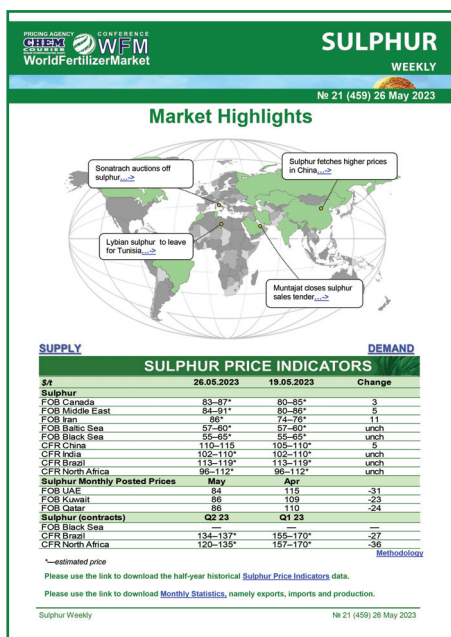 PRICING AGENCY CONFERENCE
CHEM COURIER WFM
WorldFertilizerMarket
SULPHUR
WEEKLY
№ 21 (459) 26 May 2023
Market Highlights
Sonatrach auctions off
sulphur...->
Sulphur fetches higher prices
in China...->
Lybian sulphur to leave
for Tunisia...->
Muntajat closes sulphur
sales tender...->
SUPPLY DEMAND
SULPHUR PRICE INDICATORS
$/t 26.05.2023 19.05.2023 Change
Sulphur
FOB Canada 83–87* 80–85* 3
FOB Middle East 84–91* 80–86* 5
FOB Iran 86* 74–76* 11
FOB Baltic Sea 57–60* 57–60* unch
FOB Black Sea 55–65* 55–65* unch
CFR China 110–115 105–110* 5
CFR India 102–110* 102–110* unch
CFR Brazil 113–119* 113–119* unch
CFR North Africa 96–112* 96–112* unch
Sulphur Monthly Posted Prices May Apr
FOB UAE 84 115 -31
FOB Kuwait 86 109 -23
FOB Qatar 86 110 -24
Sulphur (contracts) Q2 23 Q1 23
FOB Black Sea — — —
CFR Brazil 134–137* 155–170* -27
CFR North Africa 120–135* 157–170* -36
Methodology
*—estimated price
Please use the link to download the half-year historical Sulphur Price Indicators data.
Please use the link to download Monthly Statistics, namely exports, imports and production.
Sulphur Weekly № 21 (459) 26 May 2023